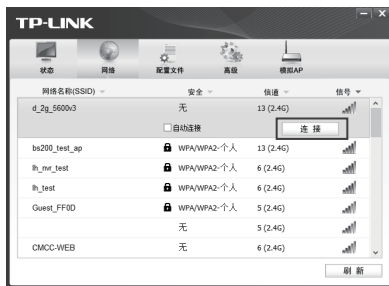 TP-LINK
状态 网络 配置文件 高级 模拟AP
网络名称(SSID) 安全 信道 信号
d_2g_5600v3 无 13 (2.4G)
自动连接 连 接
bs200_test_ap WPA/WPA2-个人 13 (2.4G)
lh_nvr_test WPA/WPA2-个人 6 (2.4G)
lh_test WPA/WPA2-个人 6 (2.4G)
Guest_FF0D WPA/WPA2-个人 5 (2.4G)
无 5 (2.4G)
CMCC-WEB 无 6 (2.4G)
刷 新